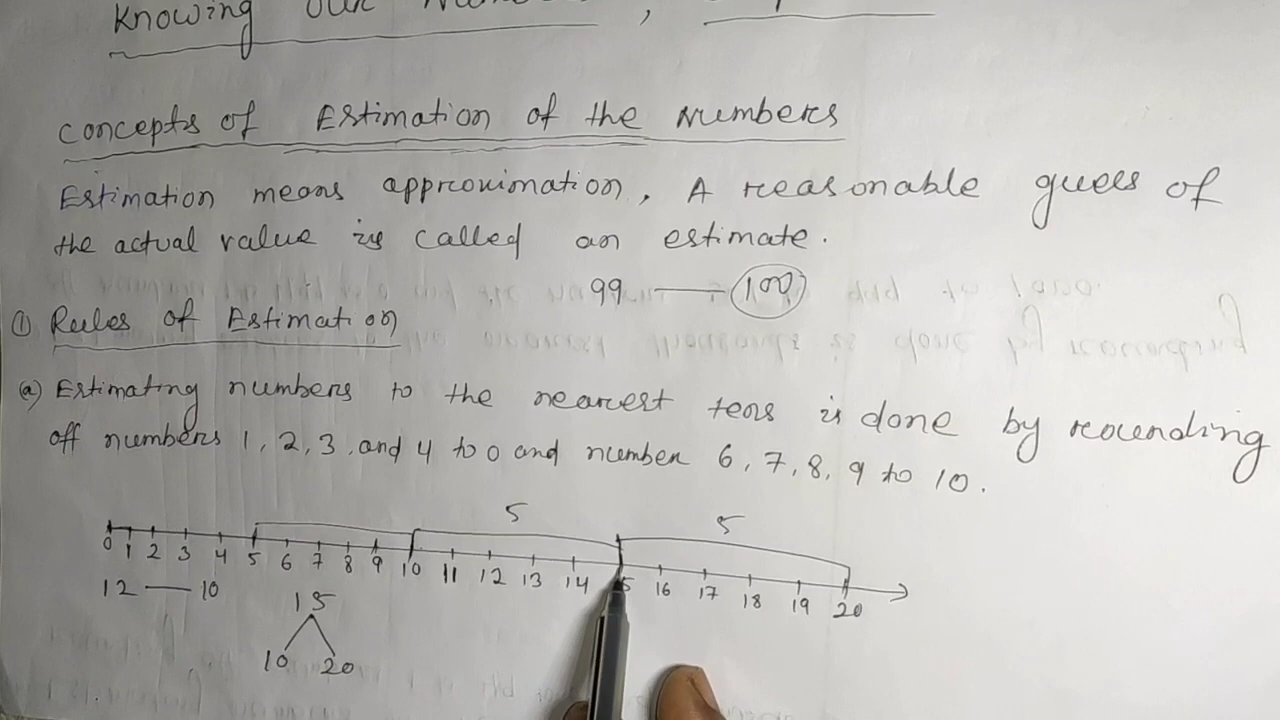 Knowing Our
Concepts of Estimation of the Numbers
Estimation means approximation, A reasonable guess of
the actual value is called an estimate.
99 — 100
① Rules of Estimation
(a) Estimating numbers to the nearest tens is done by rounding
off numbers 1, 2, 3, and 4 to 0 and number 6, 7, 8, 9 to 10.
5 5
0 1 2 3 4 5 6 7 8 9 10 11 12 13 14 5 16 17 18 19 20
12 — 10
15
10 20